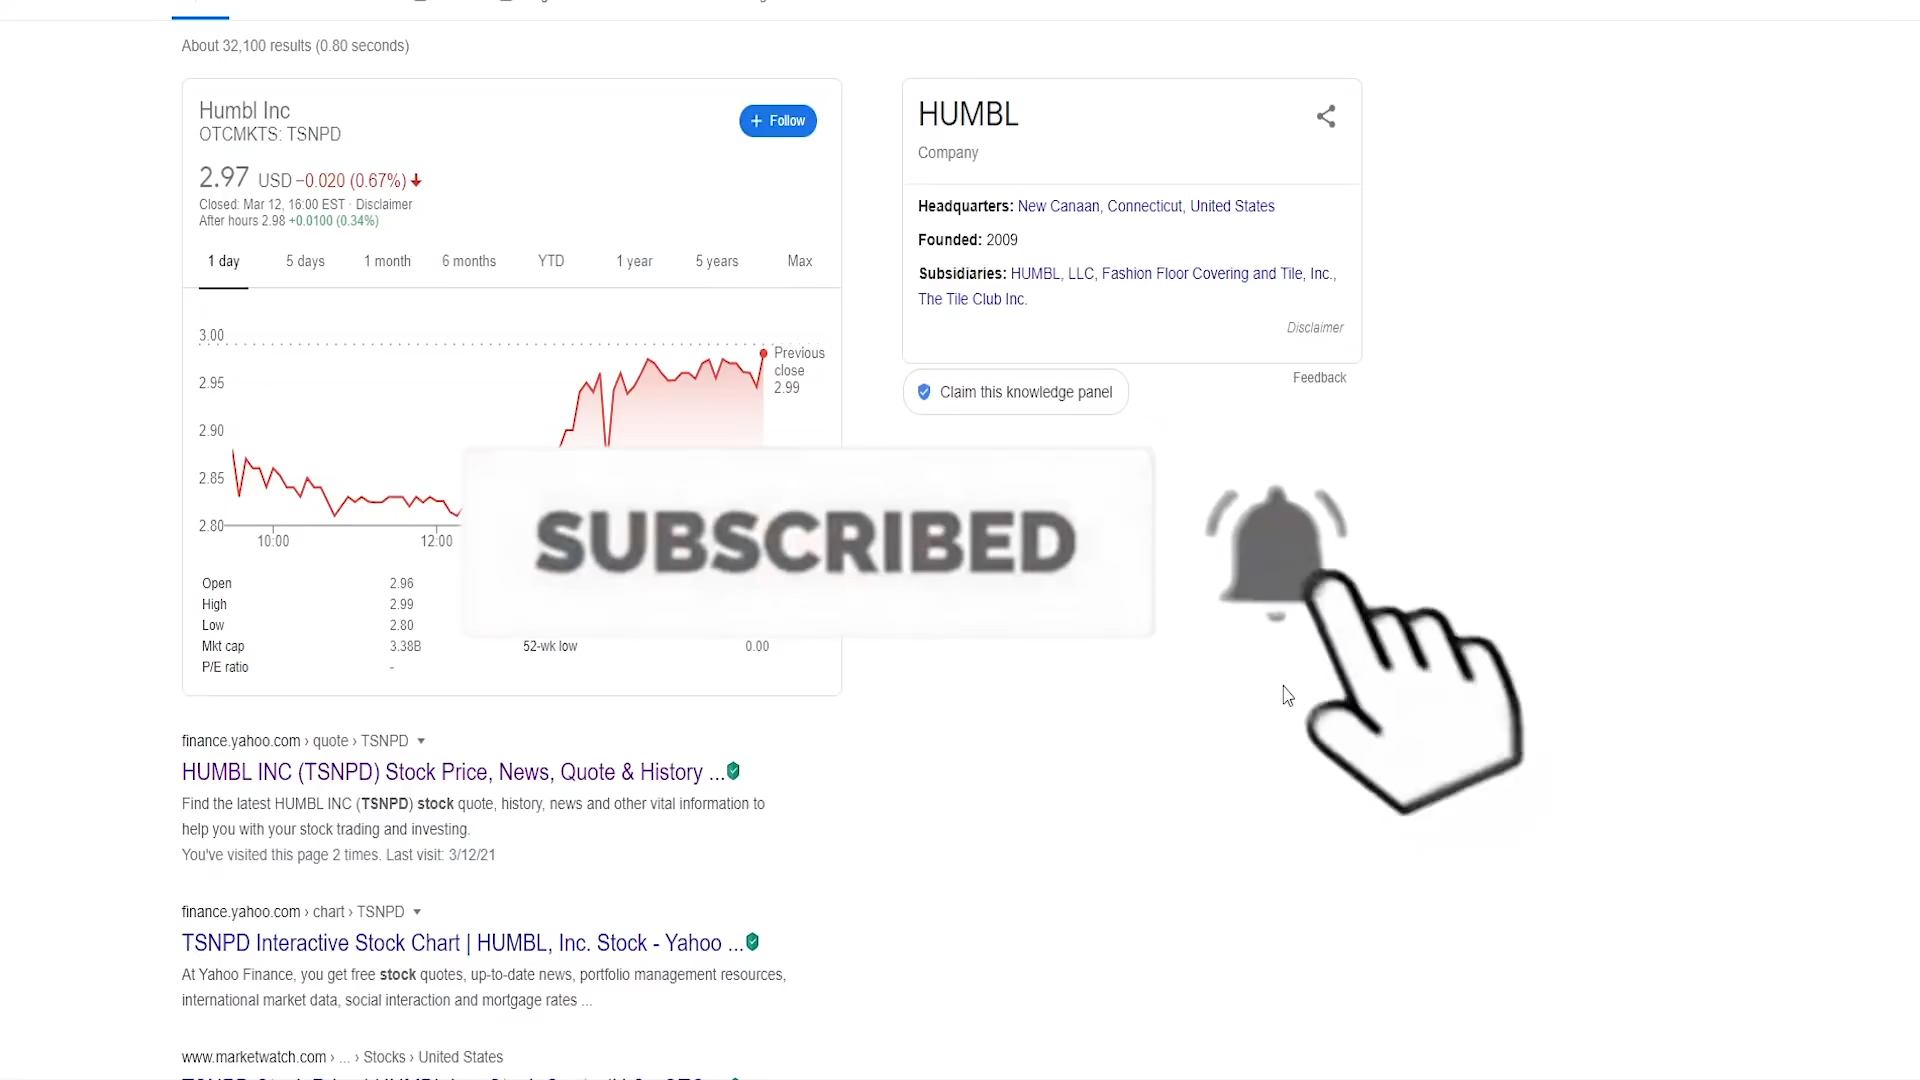 About 32,100 results (0.80 seconds)
Humbl Inc
OTCMKTS: TSNPD
+ Follow
2.97 USD −0.020 (0.67%)
Closed: Mar 12, 16:00 EST · Disclaimer
After hours 2.98 +0.0100 (0.34%)
1 day 5 days 1 month 6 months YTD 1 year 5 years Max
3.00
2.95
2.90
2.85
2.80
Previous
close
2.99
10:00 12:00
Open 2.96
High 2.99
Low 2.80
Mkt cap 3.38B 52-wk low 0.00
P/E ratio -
HUMBL
Company
Headquarters: New Canaan, Connecticut, United States
Founded: 2009
Subsidiaries: HUMBL, LLC, Fashion Floor Covering and Tile, Inc.,
The Tile Club Inc.
Disclaimer
Feedback
Claim this knowledge panel
SUBSCRIBED
finance.yahoo.com › quote › TSNPD
HUMBL INC (TSNPD) Stock Price, News, Quote & History ...
Find the latest HUMBL INC (TSNPD) stock quote, history, news and other vital information to
help you with your stock trading and investing.
You've visited this page 2 times. Last visit: 3/12/21
finance.yahoo.com › chart › TSNPD
TSNPD Interactive Stock Chart | HUMBL, Inc. Stock - Yahoo ...
At Yahoo Finance, you get free stock quotes, up-to-date news, portfolio management resources,
international market data, social interaction and mortgage rates ...
www.marketwatch.com › ... › Stocks › United States